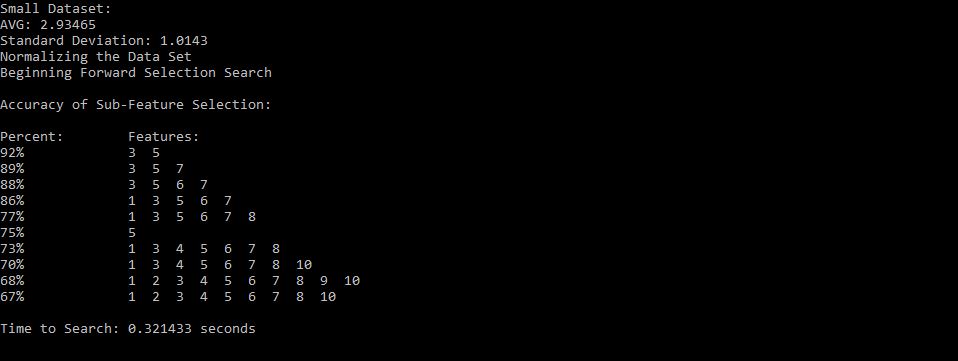 Small Dataset:
AVG: 2.93465
Standard Deviation: 1.0143
Normalizing the Data Set
Beginning Forward Selection Search
Accuracy of Sub-Feature Selection:
Percent: Features:
92% 3 5
89% 3 5 7
88% 3 5 6 7
86% 1 3 5 6 7
77% 1 3 5 6 7 8
75% 5
73% 1 3 4 5 6 7 8
70% 1 3 4 5 6 7 8 10
68% 1 2 3 4 5 6 7 8 9 10
67% 1 2 3 4 5 6 7 8 10
Time to Search: 0.321433 seconds